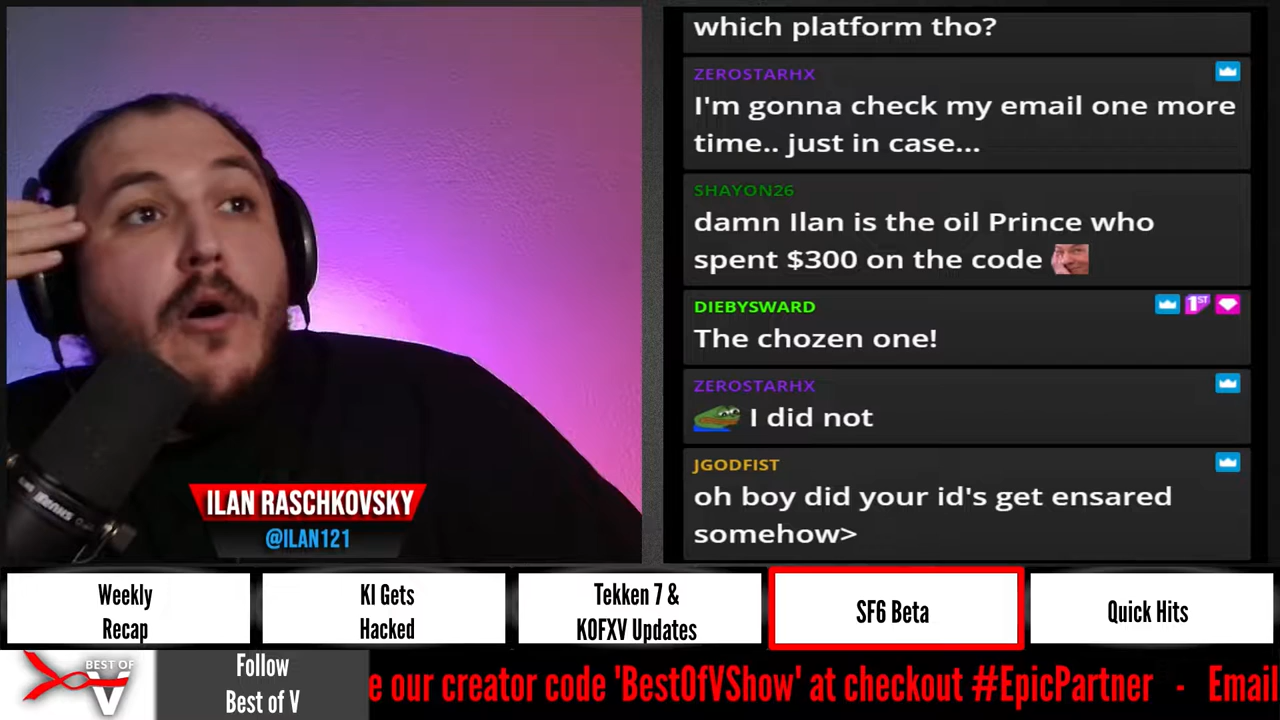 which platform tho?
ZEROSTARHX
I'm gonna check my email one more
time.. just in case...
SHAYON26
damn Ilan is the oil Prince who
spent $300 on the code
DIEBYSWARD
1ST
The chozen one!
ZEROSTARHX
I did not
JGODFIST
oh boy did your id's get ensared
somehow>
SHURE
ILAN RASCHKOVSKY
@ILAN121
Weekly
Recap
KI Gets
Hacked
Tekken 7 &
KOFXV Updates
SF6 Beta
Quick Hits
BEST OF
V
Follow
Best of V
e our creator code 'BestOfVShow' at checkout #EpicPartner - Email